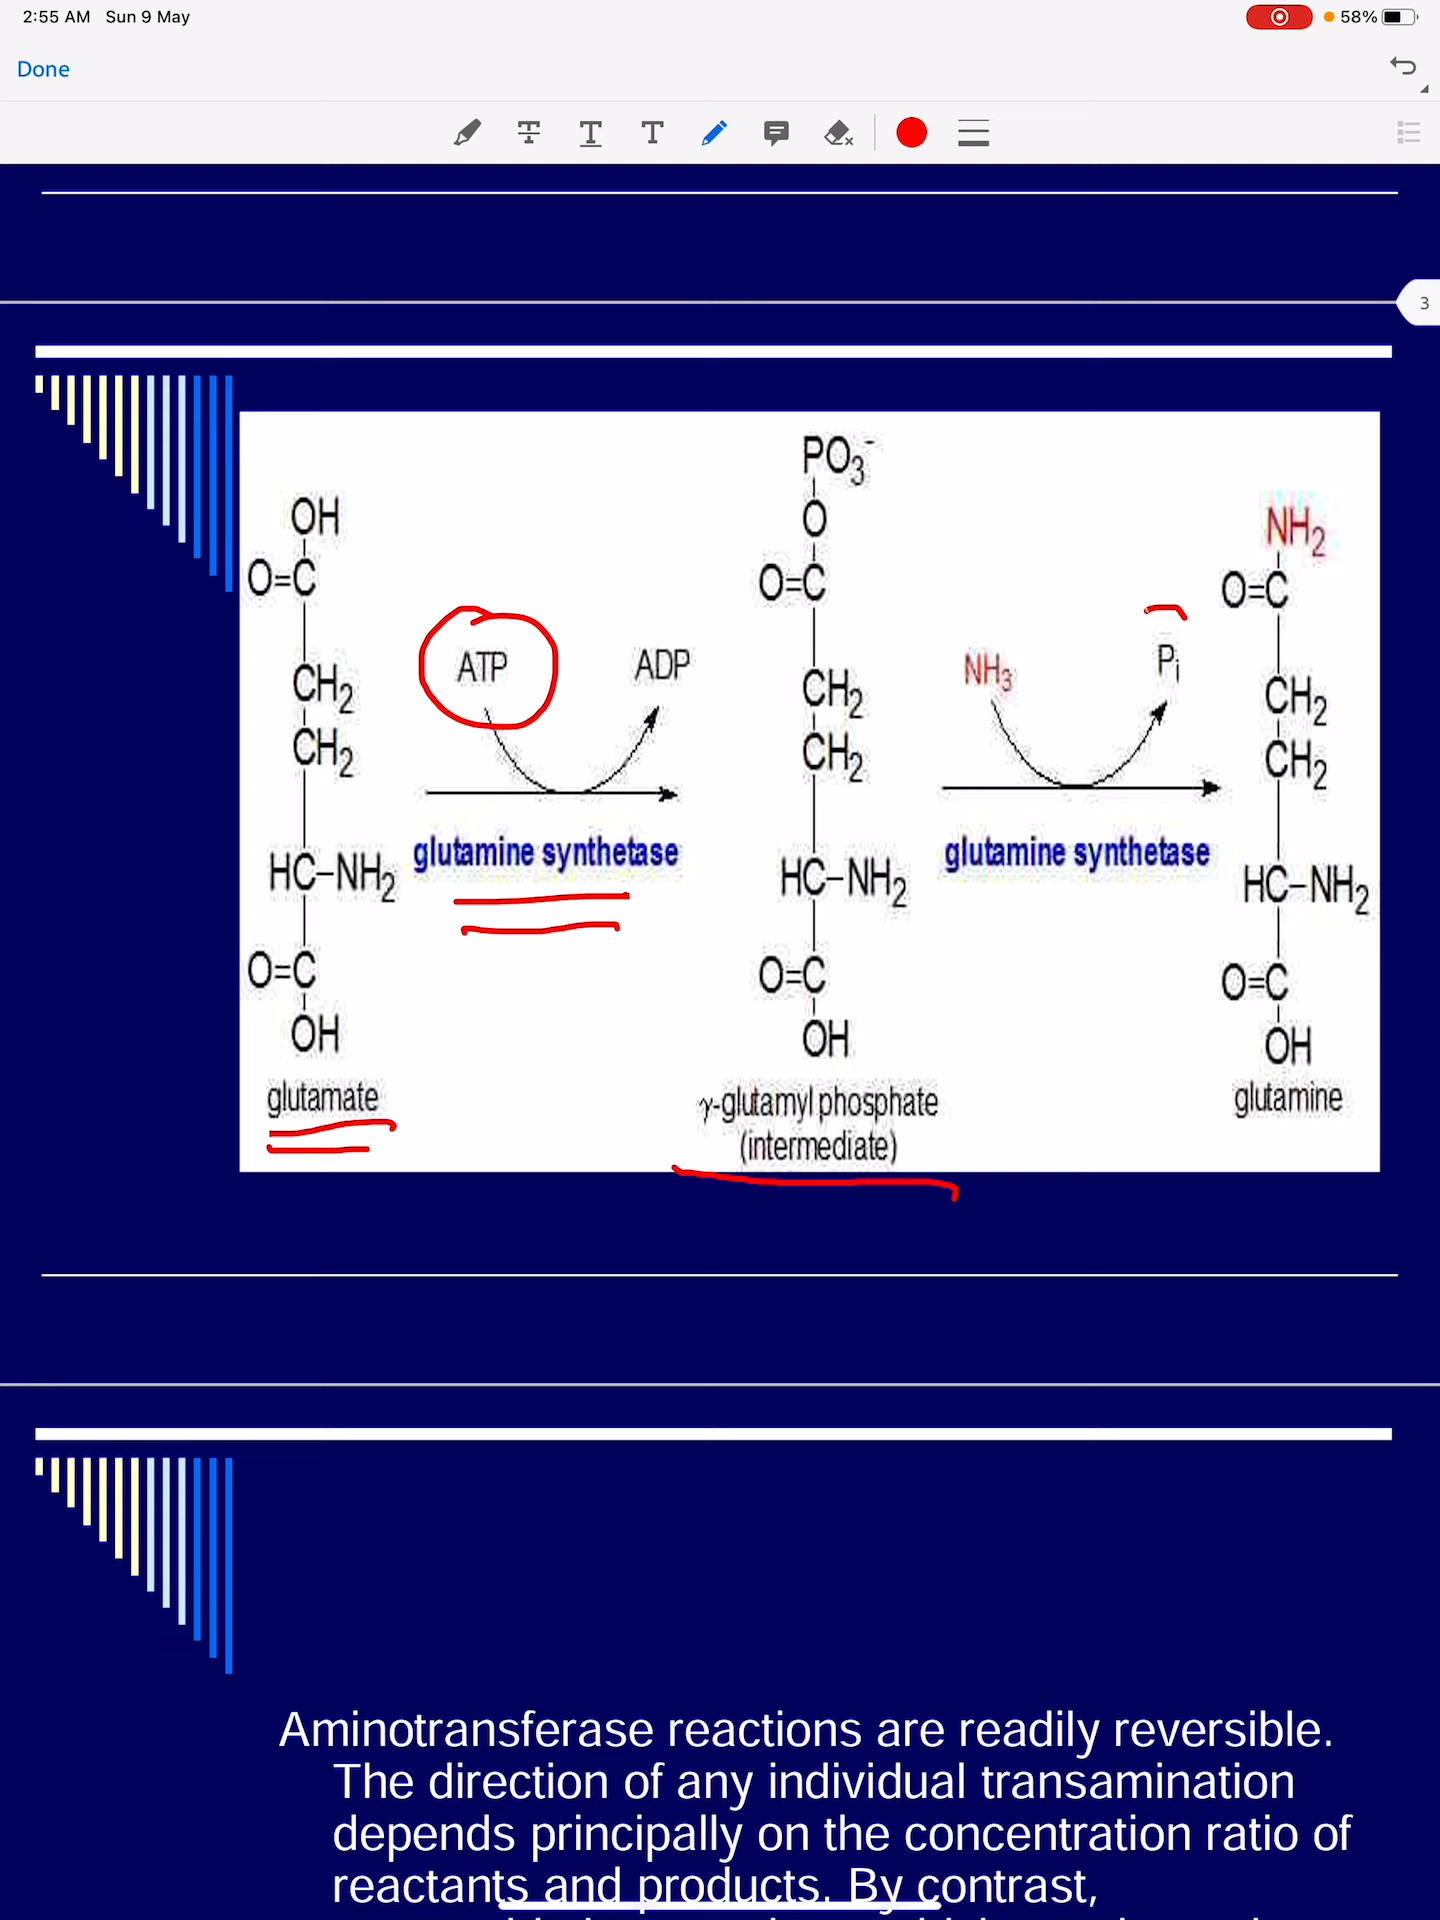 2:55 AM Sun 9 May
58%
Done
3
OH
O=C
CH2
CH2
HC-NH2
O=C
OH
glutamate
ATP
ADP
glutamine synthetase
PO3-
O
O=C
CH2
CH2
HC-NH2
O=C
OH
γ-glutamyl phosphate
(intermediate)
NH3
Pi
glutamine synthetase
NH2
O=C
CH2
CH2
HC-NH2
O=C
OH
glutamine
Aminotransferase reactions are readily reversible.
The direction of any individual transamination
depends principally on the concentration ratio of
reactants and products. By contrast,